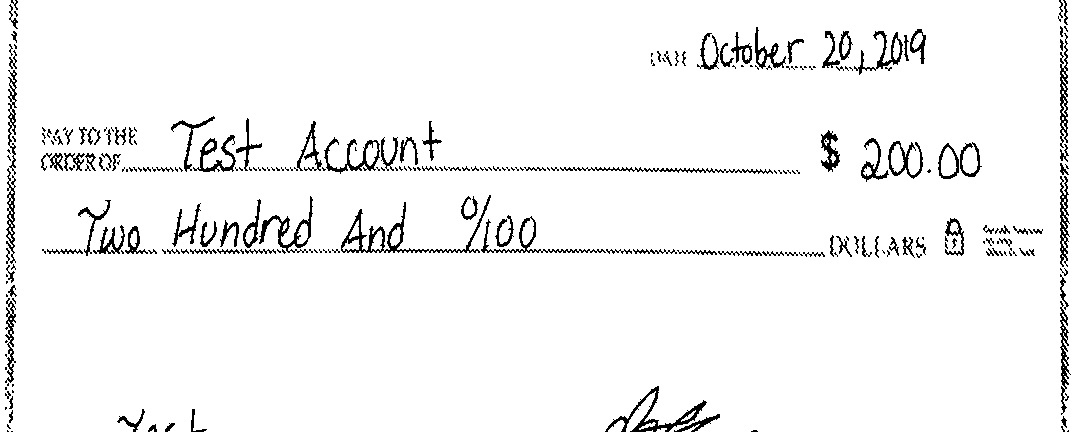 DATE October 20, 2019
PAY TO THE
ORDER OF Test Account $ 200.00
Two Hundred And 0/100 DOLLARS
Test